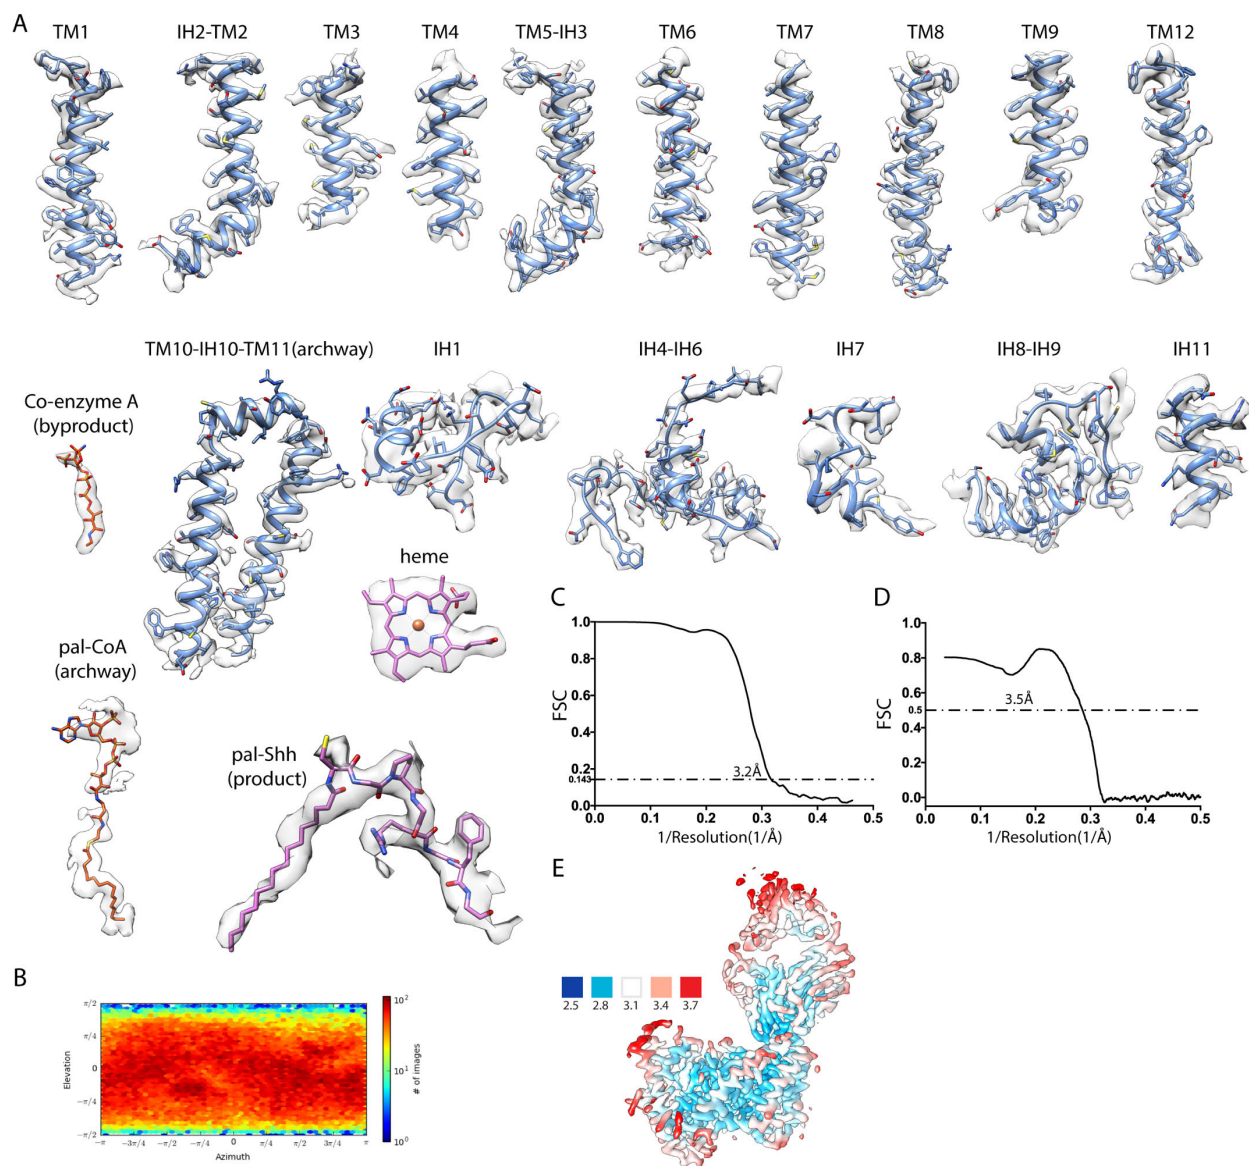 A
TM1 IH2-TM2 TM3 TM4 TM5-IH3 TM6 TM7 TM8 TM9 TM12
TM10-IH10-TM11(archway) IH1 IH4-IH6 IH7 IH8-IH9 IH11
Co-enzyme A
(byproduct)
heme
pal-CoA
(archway)
pal-Shh
(product)
C
1.0
0.8
0.6
0.4
0.2
0.143
0.0
FSC
3.2Å
0.0 0.1 0.2 0.3 0.4 0.5
1/Resolution(1/Å)
D
1.0
0.8
0.6
0.5
0.4
0.2
0.0
FSC
3.5Å
0.0 0.1 0.2 0.3 0.4 0.5
1/Resolution(1/Å)
B
π/2
π/4
0
−π/4
−π/2
Elevation
−π −3π/4 −π/2 −π/4 0 π/4 π/2 3π/4 π
Azimuth
10²
10¹
10⁰
# of images
E
2.5 2.8 3.1 3.4 3.7